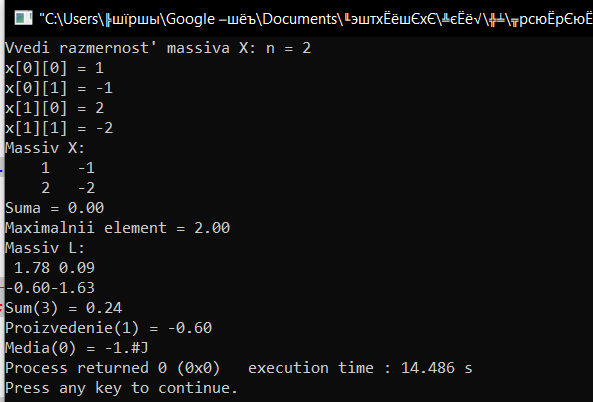 "C:\Users\╠шїршы\Google –шёъ\Documents\╙эштхЁёшЄхЄ\╩єЁё√\╬╧\╦рсюЁрЄюЁ
Vvedi razmernost' massiva X: n = 2
x[0][0] = 1
x[0][1] = -1
x[1][0] = 2
x[1][1] = -2
Massiv X:
    1   -1
    2   -2
Suma = 0.00
Maximalnii element = 2.00
Massiv L:
 1.78 0.09
-0.60-1.63
Sum(3) = 0.24
Proizvedenie(1) = -0.60
Media(0) = -1.#J
Process returned 0 (0x0)   execution time : 14.486 s
Press any key to continue.